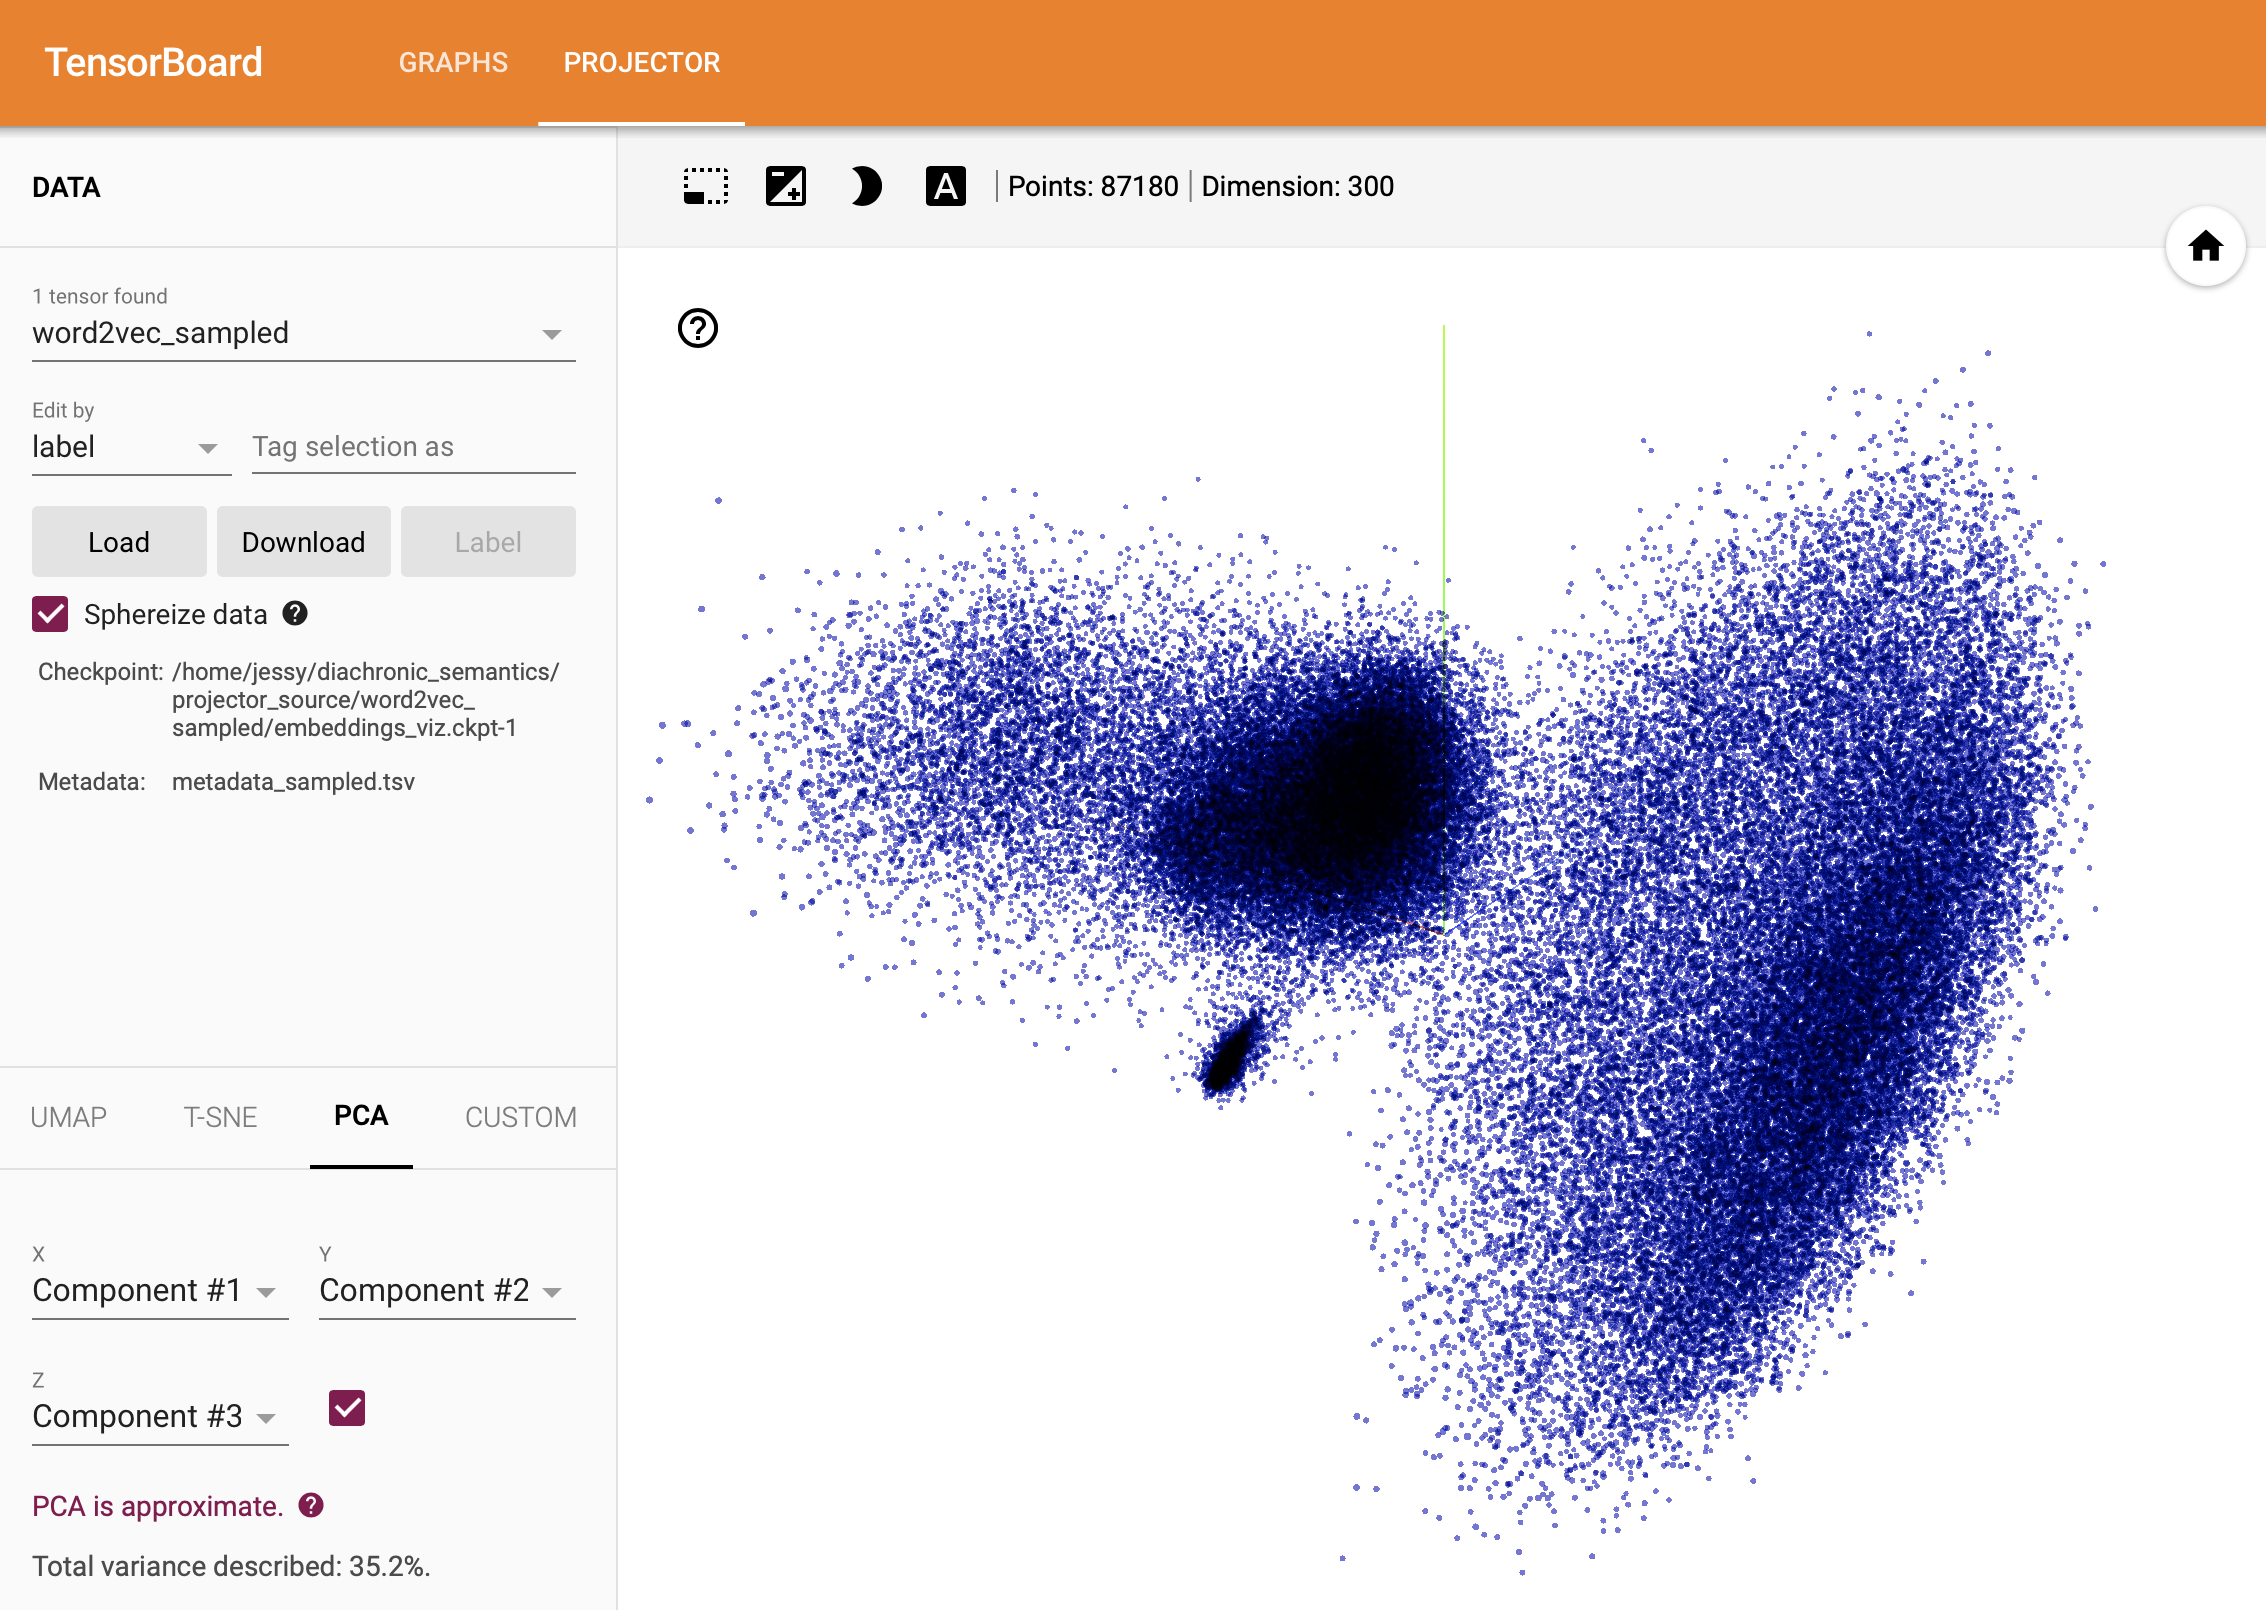 TensorBoard GRAPHS PROJECTOR
DATA
A | Points: 87180 | Dimension: 300
1 tensor found
word2vec_sampled
Edit by
label Tag selection as
Load Download Label
Sphereize data ?
Checkpoint: /home/jessy/diachronic_semantics/
projector_source/word2vec_
sampled/embeddings_viz.ckpt-1
Metadata: metadata_sampled.tsv
?
UMAP T-SNE PCA CUSTOM
X Y
Component #1 Component #2
Z
Component #3
PCA is approximate. ?
Total variance described: 35.2%.